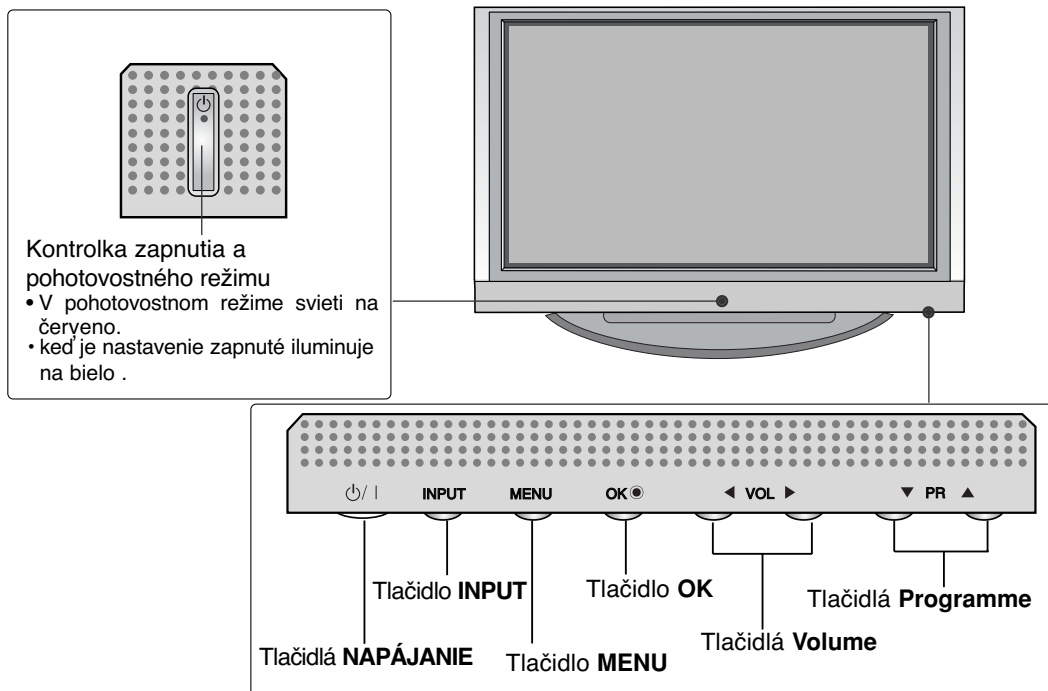 Kontrolka zapnutia a
pohotovostného režimu
• V pohotovostnom režime svieti na
červeno.
• keď je nastavenie zapnuté iluminuje
na bielo .
⏻/ I INPUT MENU OK◉ ◀ VOL ▶ ▼ PR ▲
Tlačidlo INPUT
Tlačidlo OK
Tlačidlá Programme
Tlačidlá NAPÁJANIE
Tlačidlo MENU
Tlačidlá Volume